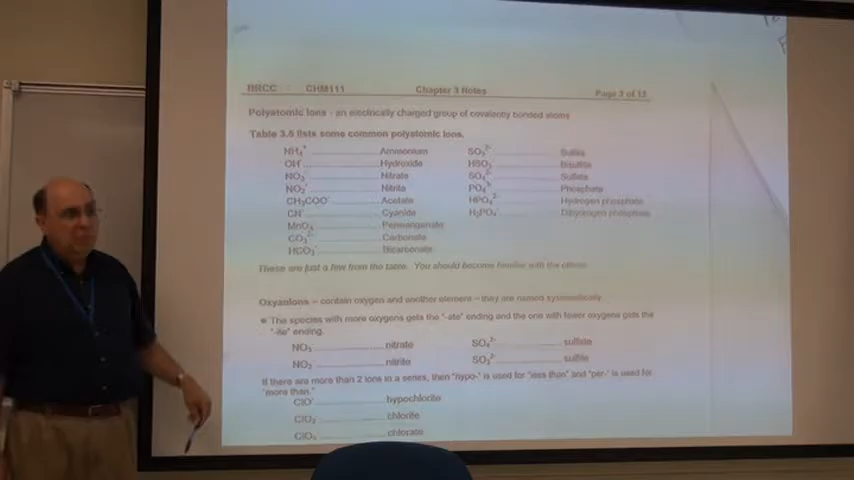 BRCC CHM111 Chapter 3 Notes Page 3 of 13
Polyatomic Ions - an electrically charged group of covalently bonded atoms
Table 3.5 lists some common polyatomic ions.
NH₄⁺ Ammonium SO₃²⁻ Sulfite
OH⁻ Hydroxide HSO₃⁻ Bisulfite
NO₃⁻ Nitrate SO₄²⁻ Sulfate
NO₂⁻ Nitrite PO₄³⁻ Phosphate
CH₃COO⁻ Acetate HPO₄²⁻ Hydrogen phosphate
CN⁻ Cyanide H₂PO₄⁻ Dihydrogen phosphate
MnO₄⁻ Permanganate
CO₃²⁻ Carbonate
HCO₃⁻ Bicarbonate
These are just a few from the table. You should become familiar with the others.
Oxyanions – contain oxygen and another element – they are named systematically
The species with more oxygens gets the "-ate" ending and the one with fewer oxygens gets the
"-ite" ending.
NO₃⁻ nitrate SO₄²⁻ sulfate
NO₂⁻ nitrite SO₃²⁻ sulfite
If there are more than 2 ions in a series, then "hypo-" is used for "less than" and "per-" is used for
"more than."
ClO⁻ hypochlorite
ClO₂⁻ chlorite
ClO₃⁻ chlorate